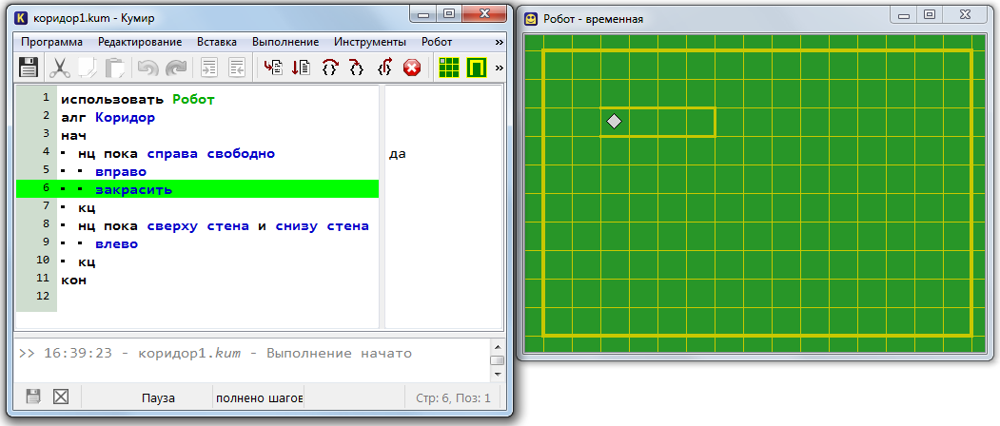 коридор1.kum - Кумир
Программа Редактирование Вставка Выполнение Инструменты Робот »
»
1 использовать Робот
2 алг Коридор
3 нач
4 нц пока справа свободно да
5 вправо
6 закрасить
7 кц
8 нц пока сверху стена и снизу стена
9 влево
10 кц
11 кон
12
>> 16:39:23 - коридор1.kum - Выполнение начато
Пауза полнено шагов Стр: 6, Поз: 1
Робот - временная